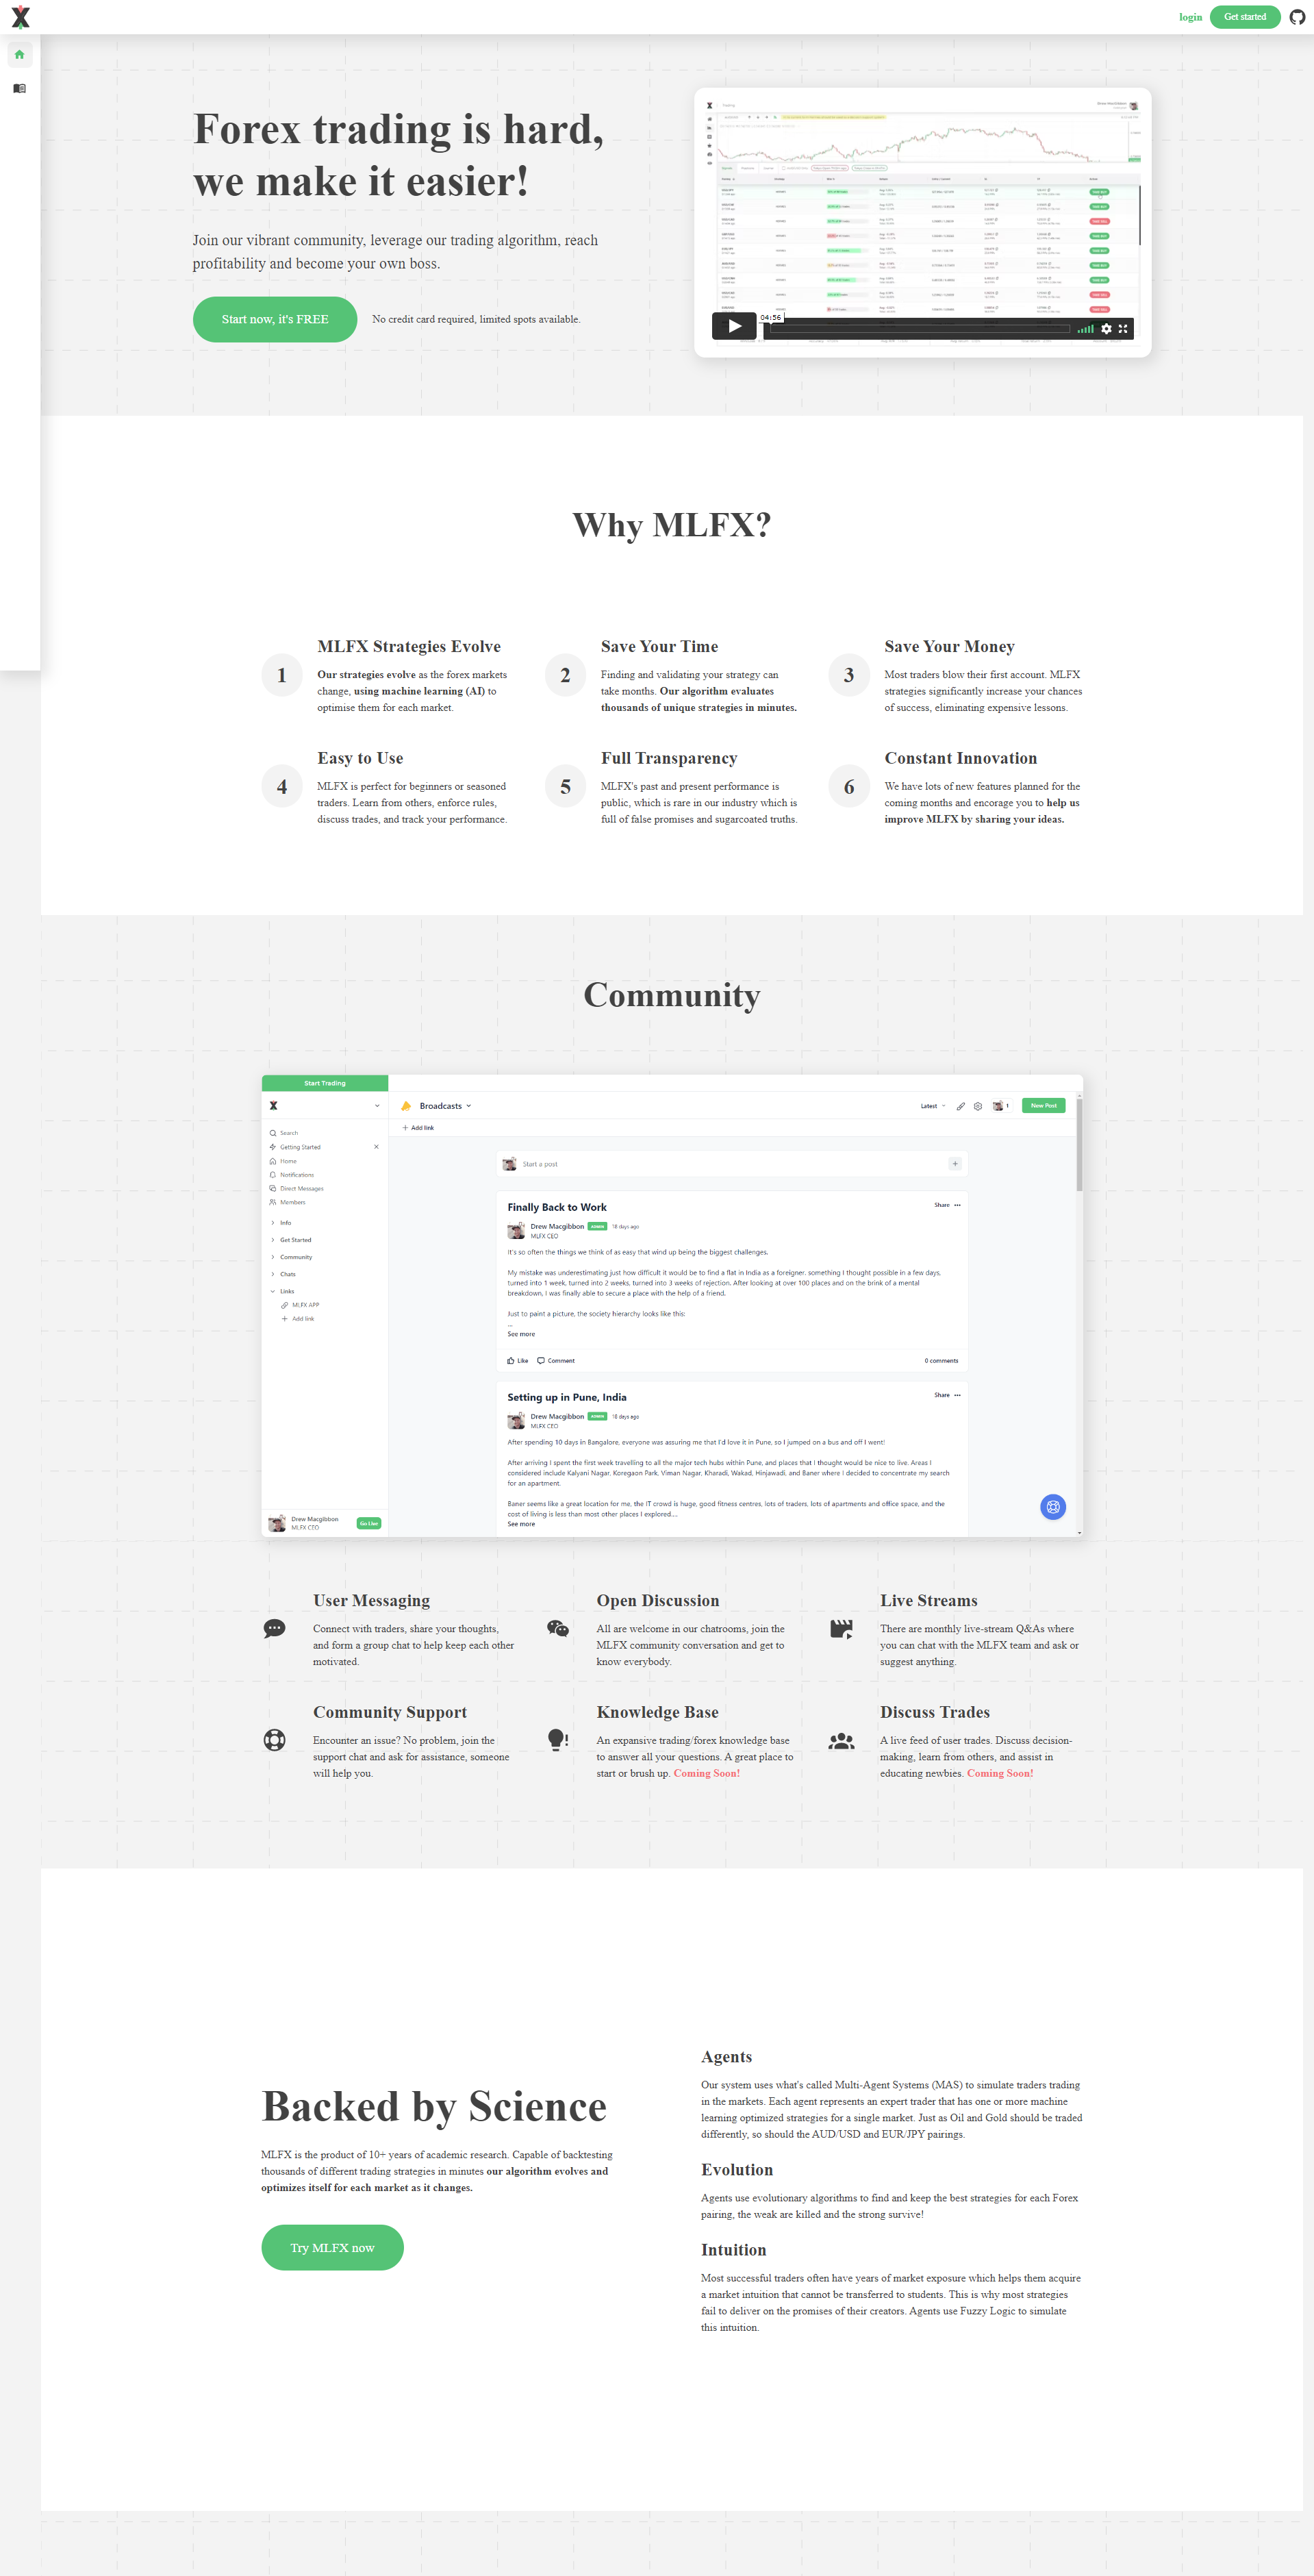 login
Get started
Forex trading is hard,
we make it easier!
Join our vibrant community, leverage our trading algorithm, reach
profitability and become your own boss.
Start now, it's FREE
No credit card required, limited spots available.
04:56
Why MLFX?
1
MLFX Strategies Evolve
Our strategies evolve as the forex markets
change, using machine learning (AI) to
optimise them for each market.
2
Save Your Time
Finding and validating your strategy can
take months. Our algorithm evaluates
thousands of unique strategies in minutes.
3
Save Your Money
Most traders blow their first account. MLFX
strategies significantly increase your chances
of success, eliminating expensive lessons.
4
Easy to Use
MLFX is perfect for beginners or seasoned
traders. Learn from others, enforce rules,
discuss trades, and track your performance.
5
Full Transparency
MLFX's past and present performance is
public, which is rare in our industry which is
full of false promises and sugarcoated truths.
6
Constant Innovation
We have lots of new features planned for the
coming months and encorage you to help us
improve MLFX by sharing your ideas.
Community
Start Trading
Search
Getting Started
Home
Notifications
Direct Messages
Members
Info
Get Started
Community
Chats
Links
MLFX APP
Add link
Drew Macgibbon
MLFX CEO
Go Live
Broadcasts
Latest
1
New Post
Add link
Start a post
Finally Back to Work
Share
Drew Macgibbon ADMIN 18 days ago
MLFX CEO
It's so often the things we think of as easy that wind up being the biggest challenges.
My mistake was underestimating just how difficult it would be to find a flat in India as a foreigner. something I thought possible in a few days,
turned into 1 week, turned into 2 weeks, turned into 3 weeks of rejection. After looking at over 100 places and on the brink of a mental
breakdown, I was finally able to secure a place with the help of a friend.
Just to paint a picture, the society hierarchy looks like this:
...
See more
Like
Comment
0 comments
Setting up in Pune, India
Share
Drew Macgibbon ADMIN 18 days ago
MLFX CEO
After spending 10 days in Bangalore, everyone was assuring me that I'd love it in Pune, so I jumped on a bus and off I went!
After arriving I spent the first week travelling to all the major tech hubs within Pune, and places that I thought would be nice to live. Areas I
considered include Kalyani Nagar, Koregaon Park, Viman Nagar, Kharadi, Wakad, Hinjawadi, and Baner where I decided to concentrate my search
for an apartment.
Baner seems like a great location for me, the IT crowd is huge, good fitness centres, lots of traders, lots of apartments and office space, and the
cost of living is less than most other places I explored....
See more
User Messaging
Connect with traders, share your thoughts,
and form a group chat to help keep each other
motivated.
Open Discussion
All are welcome in our chatrooms, join the
MLFX community conversation and get to
know everybody.
Live Streams
There are monthly live-stream Q&As where
you can chat with the MLFX team and ask or
suggest anything.
Community Support
Encounter an issue? No problem, join the
support chat and ask for assistance, someone
will help you.
Knowledge Base
An expansive trading/forex knowledge base
to answer all your questions. A great place to
start or brush up. Coming Soon!
Discuss Trades
A live feed of user trades. Discuss decision-
making, learn from others, and assist in
educating newbies. Coming Soon!
Backed by Science
MLFX is the product of 10+ years of academic research. Capable of backtesting
thousands of different trading strategies in minutes our algorithm evolves and
optimizes itself for each market as it changes.
Try MLFX now
Agents
Our system uses what's called Multi-Agent Systems (MAS) to simulate traders trading
in the markets. Each agent represents an expert trader that has one or more machine
learning optimized strategies for a single market. Just as Oil and Gold should be traded
differently, so should the AUD/USD and EUR/JPY pairings.
Evolution
Agents use evolutionary algorithms to find and keep the best strategies for each Forex
pairing, the weak are killed and the strong survive!
Intuition
Most successful traders often have years of market exposure which helps them acquire
a market intuition that cannot be transferred to students. This is why most strategies
fail to deliver on the promises of their creators. Agents use Fuzzy Logic to simulate
this intuition.